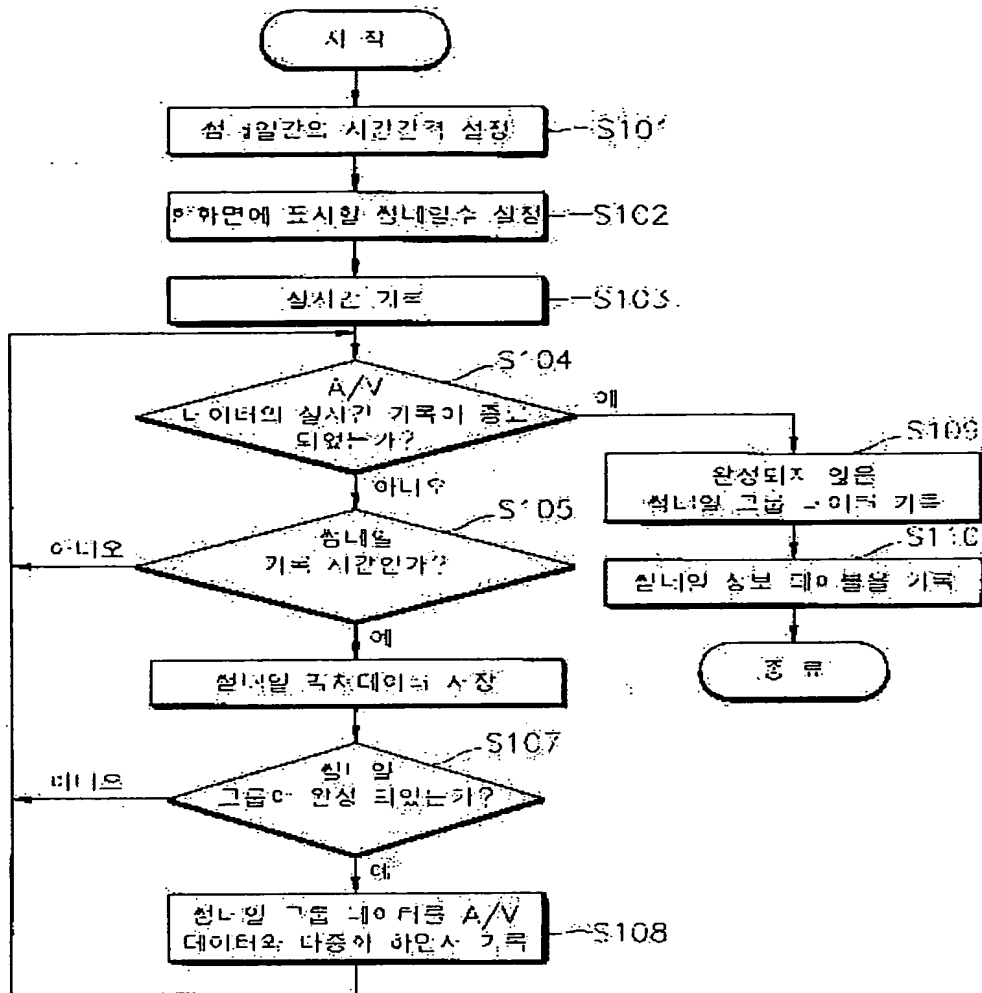 시 작
썸네일간의 시간간격 설정
S101
한 화면에 표시할 썸네일수 설정
S102
실시간 기록
S103
S104
A/V
데이터의 실시간 기록이 종료
되었는가?
예
아니오
S109
완성되지 않은
썸네일 그룹 데이터 기록
S105
썸네일
기록 시간인가?
아니오
S110
썸네일 정보 테이블을 기록
예
종 류
썸네일 픽처데이터 저장
S107
썸네일
그룹이 완성 되었는가?
아니오
예
썸네일 그룹 데이터를 A/V
데이터와 다중화 하면서 기록
S108